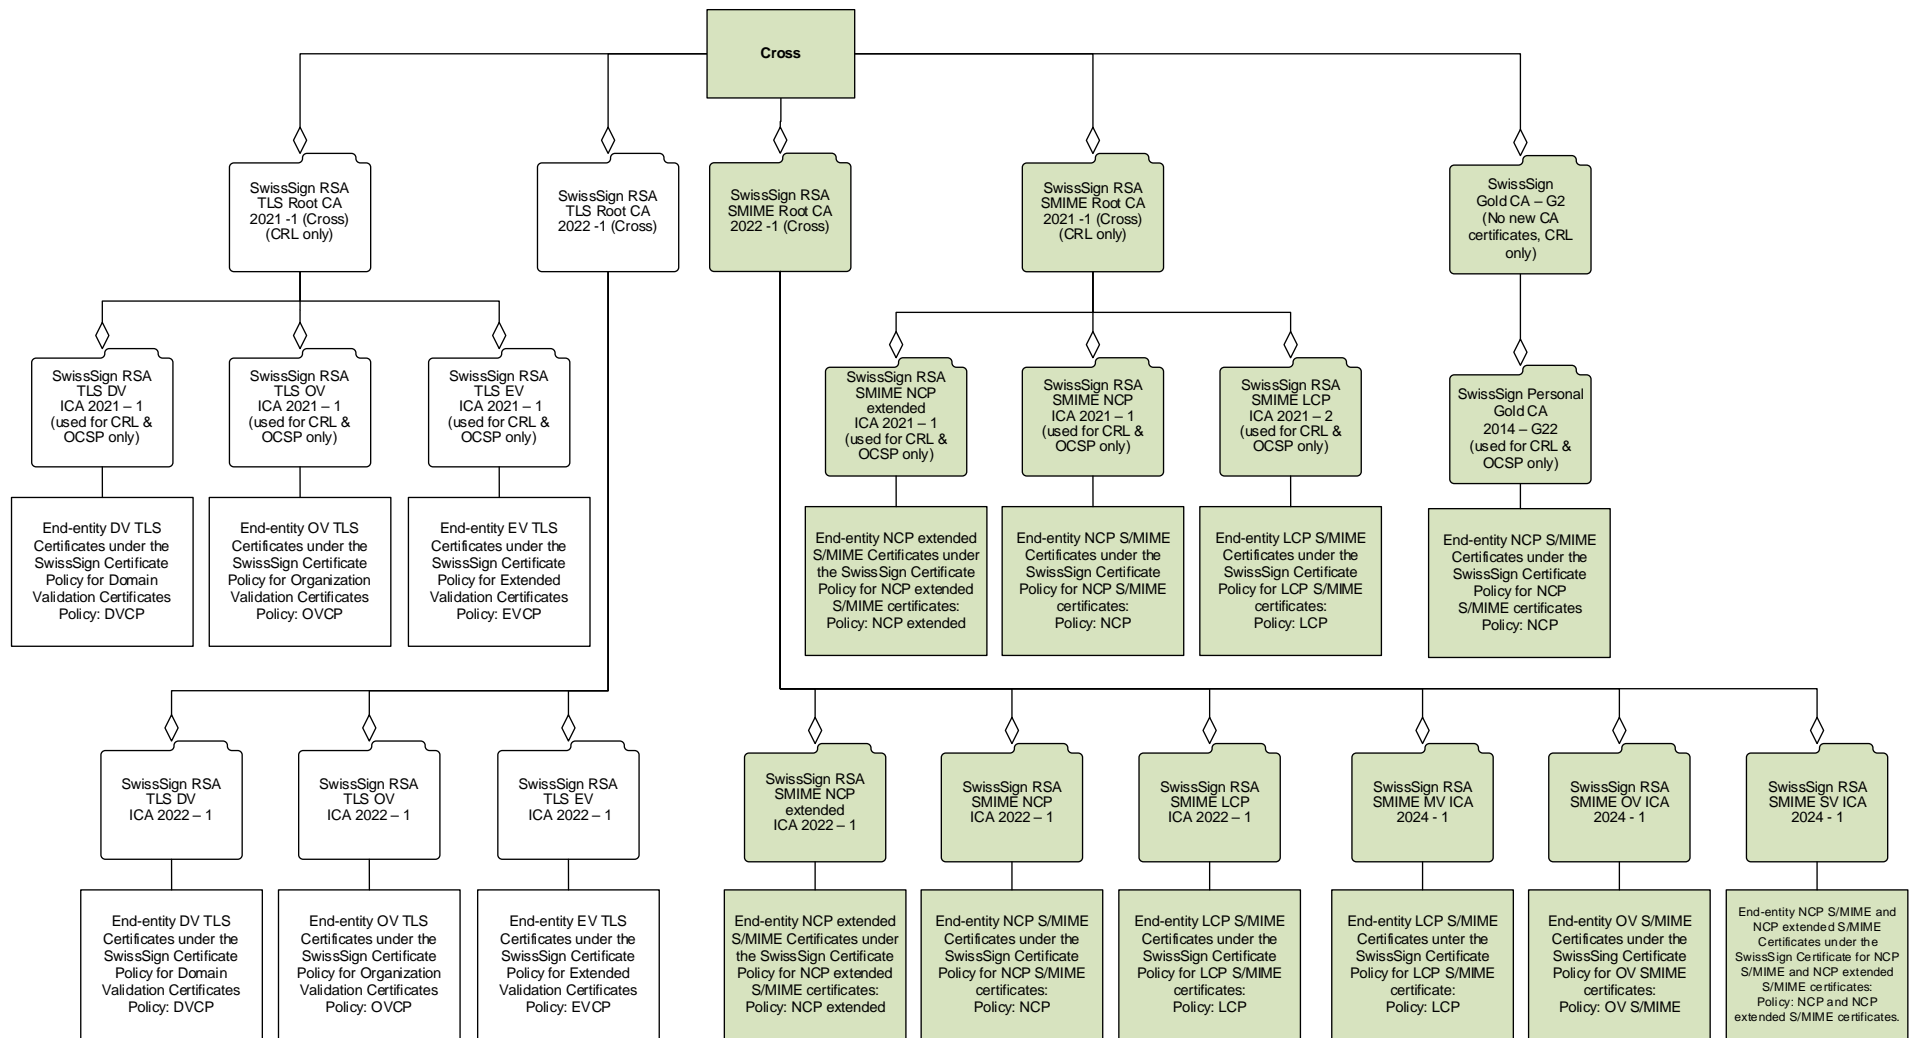 Cross
SwissSign RSA
TLS Root CA
2021 -1 (Cross)
(CRL only)
SwissSign RSA
TLS Root CA
2022 -1 (Cross)
SwissSign RSA
SMIME Root CA
2022 -1 (Cross)
SwissSign RSA
SMIME Root CA
2021 -1 (Cross)
(CRL only)
SwissSign
Gold CA – G2
(No new CA
certificates, CRL
only)
SwissSign RSA
TLS DV
ICA 2021 – 1
(used for CRL &
OCSP only)
SwissSign RSA
TLS OV
ICA 2021 – 1
(used for CRL &
OCSP only)
SwissSign RSA
TLS EV
ICA 2021 – 1
(used for CRL &
OCSP only)
SwissSign RSA
SMIME NCP
extended
ICA 2021 – 1
(used for CRL &
OCSP only)
SwissSign RSA
SMIME NCP
ICA 2021 – 1
(used for CRL &
OCSP only)
SwissSign RSA
SMIME LCP
ICA 2021 – 2
(used for CRL &
OCSP only)
SwissSign Personal
Gold CA
2014 – G22
(used for CRL &
OCSP only)
End-entity DV TLS
Certificates under the
SwissSign Certificate
Policy for Domain
Validation Certificates
Policy: DVCP
End-entity OV TLS
Certificates under the
SwissSign Certificate
Policy for Organization
Validation Certificates
Policy: OVCP
End-entity EV TLS
Certificates under the
SwissSign Certificate
Policy for Extended
Validation Certificates
Policy: EVCP
End-entity NCP extended
S/MIME Certificates under
the SwissSign Certificate
Policy for NCP extended
S/MIME certificates:
Policy: NCP extended
End-entity NCP S/MIME
Certificates under the
SwissSign Certificate
Policy for NCP S/MIME
certificates:
Policy: NCP
End-entity LCP S/MIME
Certificates under the
SwissSign Certificate
Policy for LCP S/MIME
certificates:
Policy: LCP
End-entity NCP S/MIME
Certificates under the
SwissSign Certificate
Policy for NCP
S/MIME certificates
Policy: NCP
SwissSign RSA
TLS DV
ICA 2022 – 1
SwissSign RSA
TLS OV
ICA 2022 – 1
SwissSign RSA
TLS EV
ICA 2022 – 1
SwissSign RSA
SMIME NCP
extended
ICA 2022 – 1
SwissSign RSA
SMIME NCP
ICA 2022 – 1
SwissSign RSA
SMIME LCP
ICA 2022 – 1
SwissSign RSA
SMIME MV ICA
2024 - 1
SwissSign RSA
SMIME OV ICA
2024 - 1
SwissSign RSA
SMIME SV ICA
2024 - 1
End-entity DV TLS
Certificates under the
SwissSign Certificate
Policy for Domain
Validation Certificates
Policy: DVCP
End-entity OV TLS
Certificates under the
SwissSign Certificate
Policy for Organization
Validation Certificates
Policy: OVCP
End-entity EV TLS
Certificates under the
SwissSign Certificate
Policy for Extended
Validation Certificates
Policy: EVCP
End-entity NCP extended
S/MIME Certificates under
the SwissSign Certificate
Policy for NCP extended
S/MIME certificates:
Policy: NCP extended
End-entity NCP S/MIME
Certificates under the
SwissSign Certificate
Policy for NCP S/MIME
certificates:
Policy: NCP
End-entity LCP S/MIME
Certificates under the
SwissSign Certificate
Policy for LCP S/MIME
certificates:
Policy: LCP
End-entity LCP S/MIME
Certificates unter the
SwissSign Certificate
Policy for LCP S/MIME
certificate:
Policy: LCP
End-entity OV S/MIME
Certificates under the
SwissSing Certificate
Policy for OV SMIME
certificates:
Policy: OV S/MIME
End-entity NCP S/MIME and
NCP extended S/MIME
Certificates under the
SwissSign Certificate for NCP
S/MIME and NCP extended
S/MIME certificates:
Policy: NCP and NCP
extended S/MIME certificates.